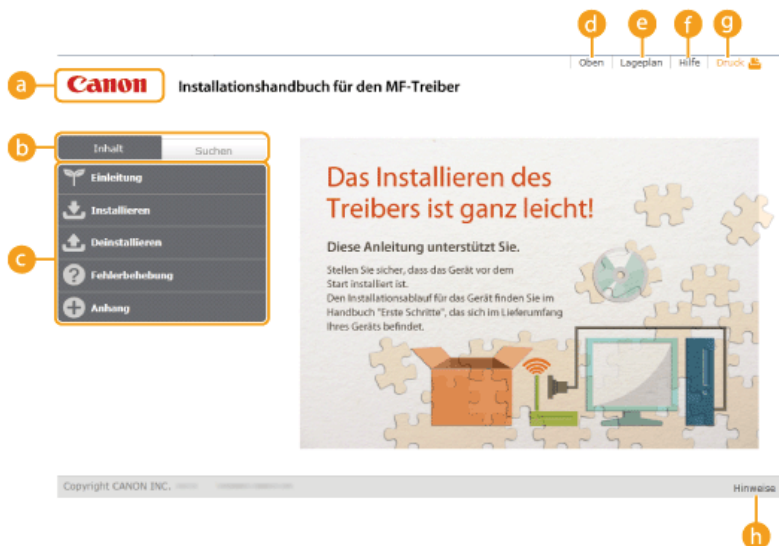 d e f g
Oben Lageplan Hilfe Druck
a Canon Installationshandbuch für den MF-Treiber
b Inhalt Suchen
Einleitung
Installieren
Deinstallieren
c
Fehlerbehebung
Anhang
Das Installieren des
Treibers ist ganz leicht!
Diese Anleitung unterstützt Sie.
Stellen Sie sicher, dass das Gerät vor dem
Start installiert ist.
Den Installationsablauf für das Gerät finden Sie im
Handbuch "Erste Schritte", das sich im Lieferumfang
Ihres Geräts befindet.
Copyright CANON INC.
Hinweise
h